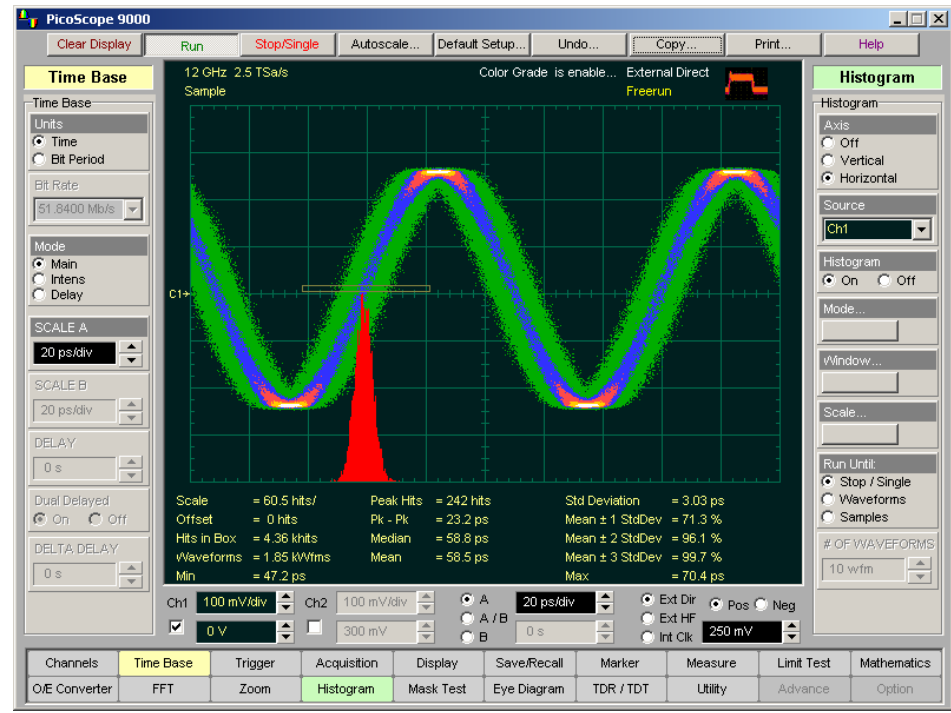 PicoScope 9000
Clear Display Run Stop/Single Autoscale... Default Setup... Undo... Copy... Print... Help
Time Base
Time Base
Units
Time
Bit Period
Bit Rate
51.8400 Mb/s
Mode
Main
Intens
Delay
SCALE A
20 ps/div
SCALE B
20 ps/div
DELAY
0 s
Dual Delayed
On Off
DELTA DELAY
0 s
12 GHz 2.5 TSa/s Color Grade is enable... External Direct
Sample Freerun
C1
Scale = 60.5 hits/ Peak Hits = 242 hits Std Deviation = 3.03 ps
Offset = 0 hits Pk - Pk = 23.2 ps Mean ± 1 StdDev = 71.3 %
Hits in Box = 4.36 khits Median = 58.8 ps Mean ± 2 StdDev = 96.1 %
Waveforms = 1.85 kWfms Mean = 58.5 ps Mean ± 3 StdDev = 99.7 %
Min = 47.2 ps Max = 70.4 ps
Histogram
Histogram
Axis
Off
Vertical
Horizontal
Source
Ch1
Histogram
On Off
Mode...
Window...
Scale...
Run Until:
Stop / Single
Waveforms
Samples
# OF WAVEFORMS
10 wfm
Ch1 100 mV/div Ch2 100 mV/div A 20 ps/div Ext Dir Pos Neg
A / B Ext HF
0 V 300 mV B 0 s Int Clk 250 mV
Channels Time Base Trigger Acquisition Display Save/Recall Marker Measure Limit Test Mathematics
O/E Converter FFT Zoom Histogram Mask Test Eye Diagram TDR / TDT Utility Advance Option